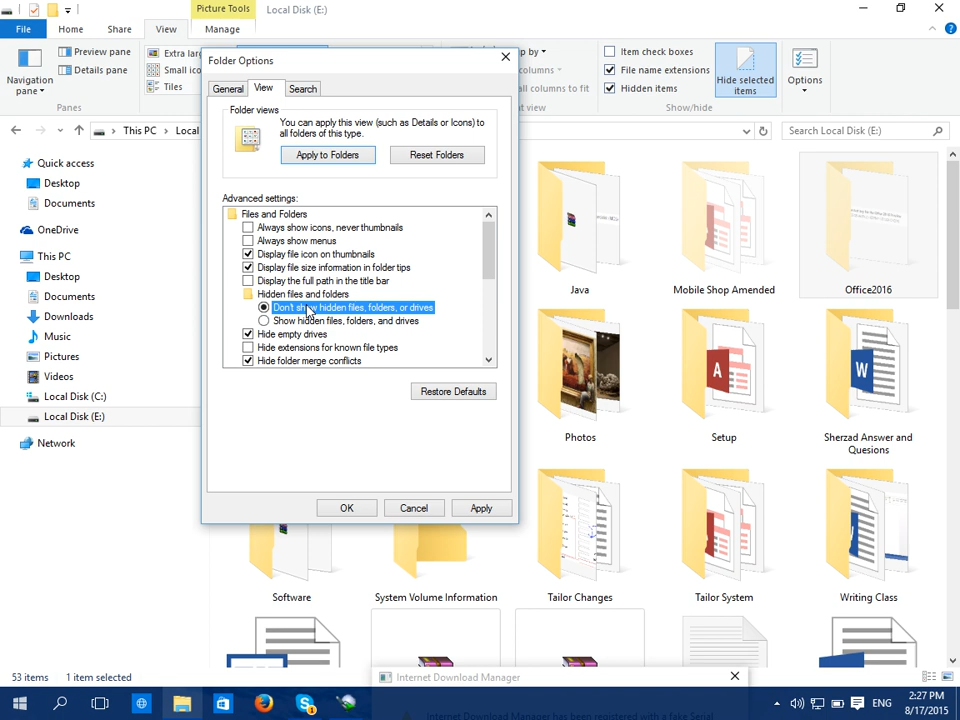 Picture Tools
Local Disk (E:)
File
Home
Share
View
Manage
Preview pane
Details pane
Navigation
pane
Panes
Extra larg
Small ico
Tiles
p by
olumns
all columns to fit
nt view
Item check boxes
File name extensions
Hidden items
Show/hide
Hide selected
items
Options
This PC
Local
Search Local Disk (E:)
Quick access
Desktop
Documents
OneDrive
This PC
Desktop
Documents
Downloads
Music
Pictures
Videos
Local Disk (C:)
Local Disk (E:)
Network
Folder Options
General
View
Search
Folder views
You can apply this view (such as Details or Icons) to
all folders of this type.
Apply to Folders
Reset Folders
Advanced settings:
Files and Folders
Always show icons, never thumbnails
Always show menus
Display file icon on thumbnails
Display file size information in folder tips
Display the full path in the title bar
Hidden files and folders
Don't show hidden files, folders, or drives
Show hidden files, folders, and drives
Hide empty drives
Hide extensions for known file types
Hide folder merge conflicts
Restore Defaults
OK
Cancel
Apply
Java
Mobile Shop Amended
Office2016
Photos
Setup
Sherzad Answer and
Quesions
Software
System Volume Information
Tailor Changes
Tailor System
Writing Class
53 items
1 item selected
Internet Download Manager
Internet Download Manager has been registered with a fake Serial
ENG
2:27 PM
8/17/2015